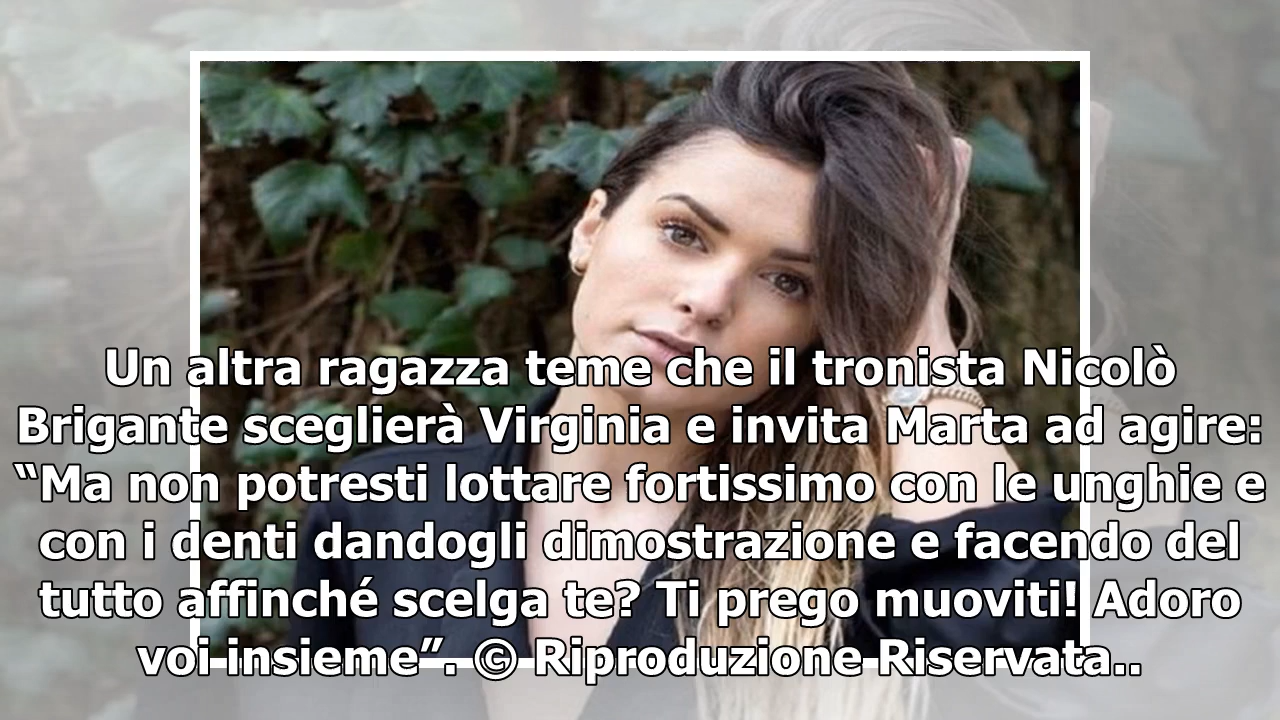 Un altra ragazza teme che il tronista Nicolò
Brigante sceglierà Virginia e invita Marta ad agire:
“Ma non potresti lottare fortissimo con le unghie e
con i denti dandogli dimostrazione e facendo del
tutto affinché scelga te? Ti prego muoviti! Adoro
voi insieme”. © Riproduzione Riservata..